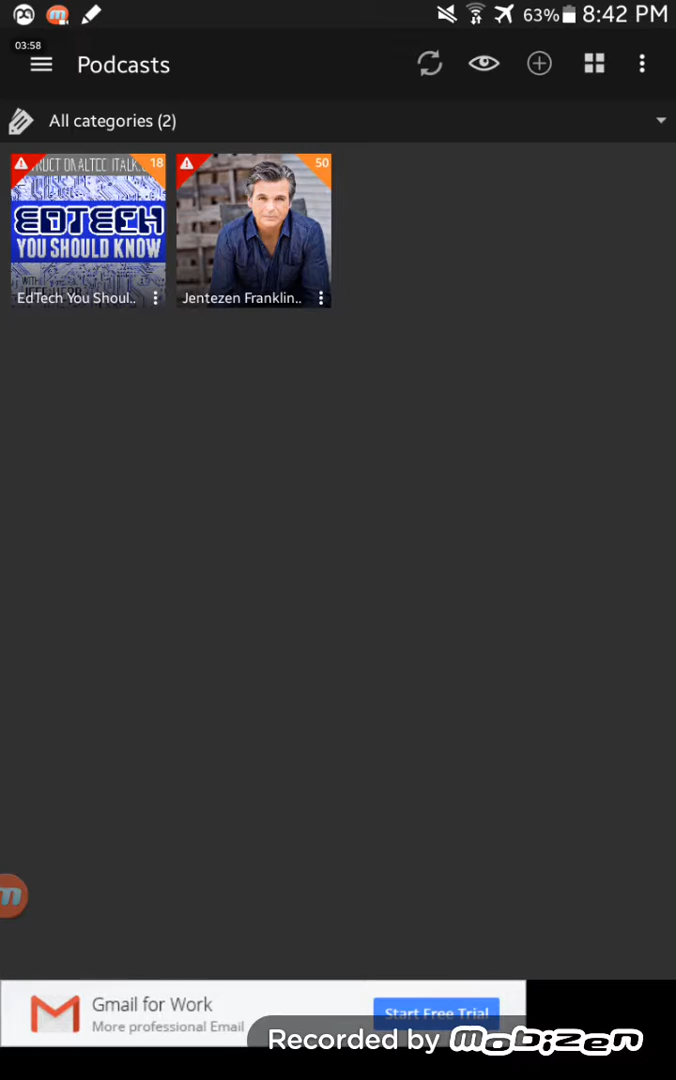 63% 8:42 PM
03:58
Podcasts
All categories (2)
18
EDTECH
YOU SHOULD KNOW
EdTech You Shoul..
50
Jentezen Franklin..
Gmail for Work
More professional Email
Start Free Trial
Recorded by mobizen